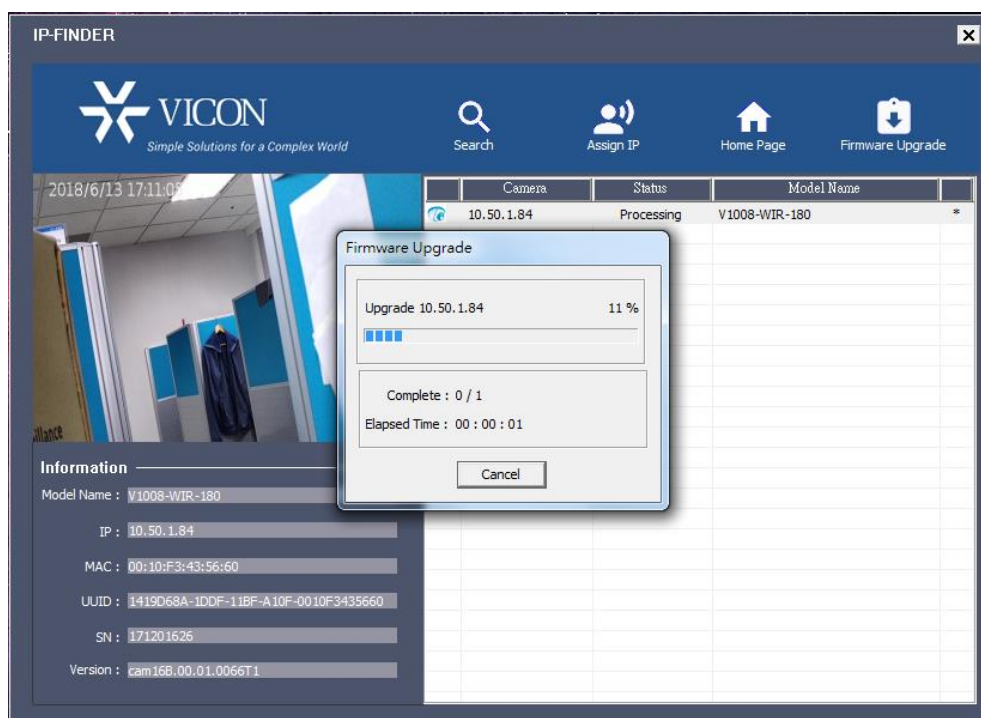 IP-FINDER
VICON
Simple Solutions for a Complex World
Search
Assign IP
Home Page
Firmware Upgrade
2018/6/13 17:11:05
Camera Status Model Name
10.50.1.84 Processing V1008-WIR-180 *
Firmware Upgrade
Upgrade 10.50.1.84 11 %
Complete : 0 / 1
Elapsed Time : 00 : 00 : 01
Cancel
illance
Information
Model Name : V1008-WIR-180
IP : 10.50.1.84
MAC : 00:10:F3:43:56:60
UUID : 1419D68A-1DDF-11BF-A10F-0010F3435660
SN : 171201626
Version : cam16B.00.01.0066T1